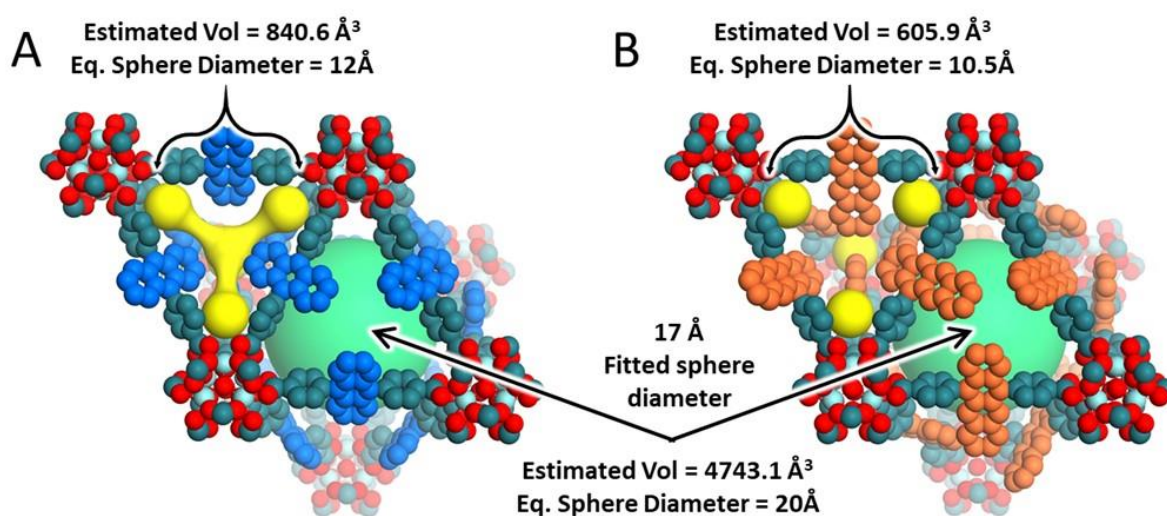 A
Estimated Vol = 840.6 Å³
Eq. Sphere Diameter = 12Å
B
Estimated Vol = 605.9 Å³
Eq. Sphere Diameter = 10.5Å
17 Å
Fitted sphere
diameter
Estimated Vol = 4743.1 Å³
Eq. Sphere Diameter = 20Å